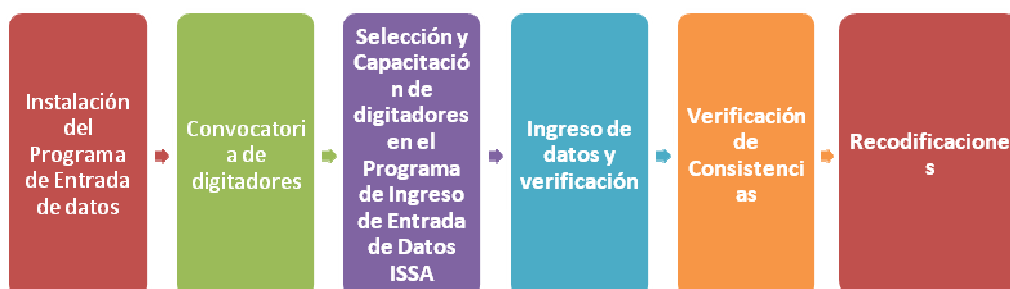 Instalación
del
Programa
de Entrada
de datos
Convocatori
a de
digitadores
Selección y
Capacitació
n de
digitadores
en el
Programa
de Ingreso
de Entrada
de Datos
ISSA
Ingreso de
datos y
verificación
Verificación
de
Consistenci
as
Recodificacione
s